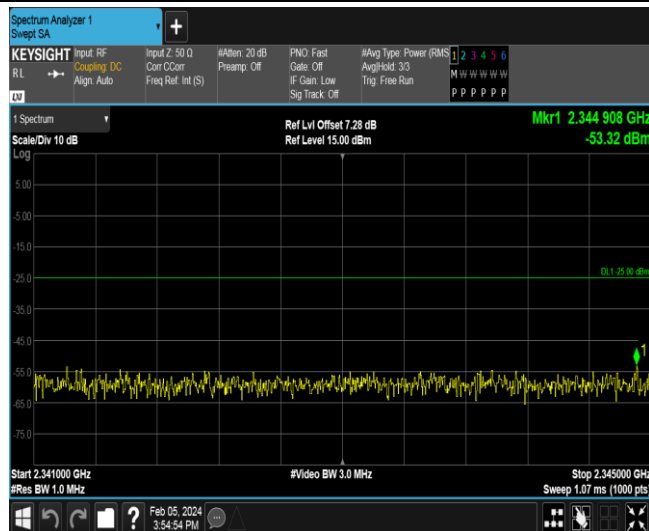 Spectrum Analyzer 1
Swept SA
KEYSIGHT
RL
LXI
Input: RF
Coupling: DC
Align: Auto
Input Z: 50 Ω
Corr CCorr
Freq Ref: Int (S)
#Atten: 20 dB
Preamp: Off
PNO: Fast
Gate: Off
IF Gain: Low
Sig Track: Off
#Avg Type: Power (RMS
Avg|Hold: 3/3
Trig: Free Run
1 2 3 4 5 6
M W W W W W
P P P P P P
1 Spectrum
Scale/Div 10 dB
Log
Ref Lvl Offset 7.28 dB
Ref Level 15.00 dBm
Mkr1 2.344 908 GHz
-53.32 dBm
5.00
-5.00
-15.0
DL1 -25.00 dBm
-25.0
-35.0
-45.0
1
-55.0
-65.0
-75.0
Start 2.341000 GHz
#Res BW 1.0 MHz
#Video BW 3.0 MHz
Stop 2.345000 GHz
Sweep 1.07 ms (1000 pts)
?
Feb 05, 2024
3:54:54 PM